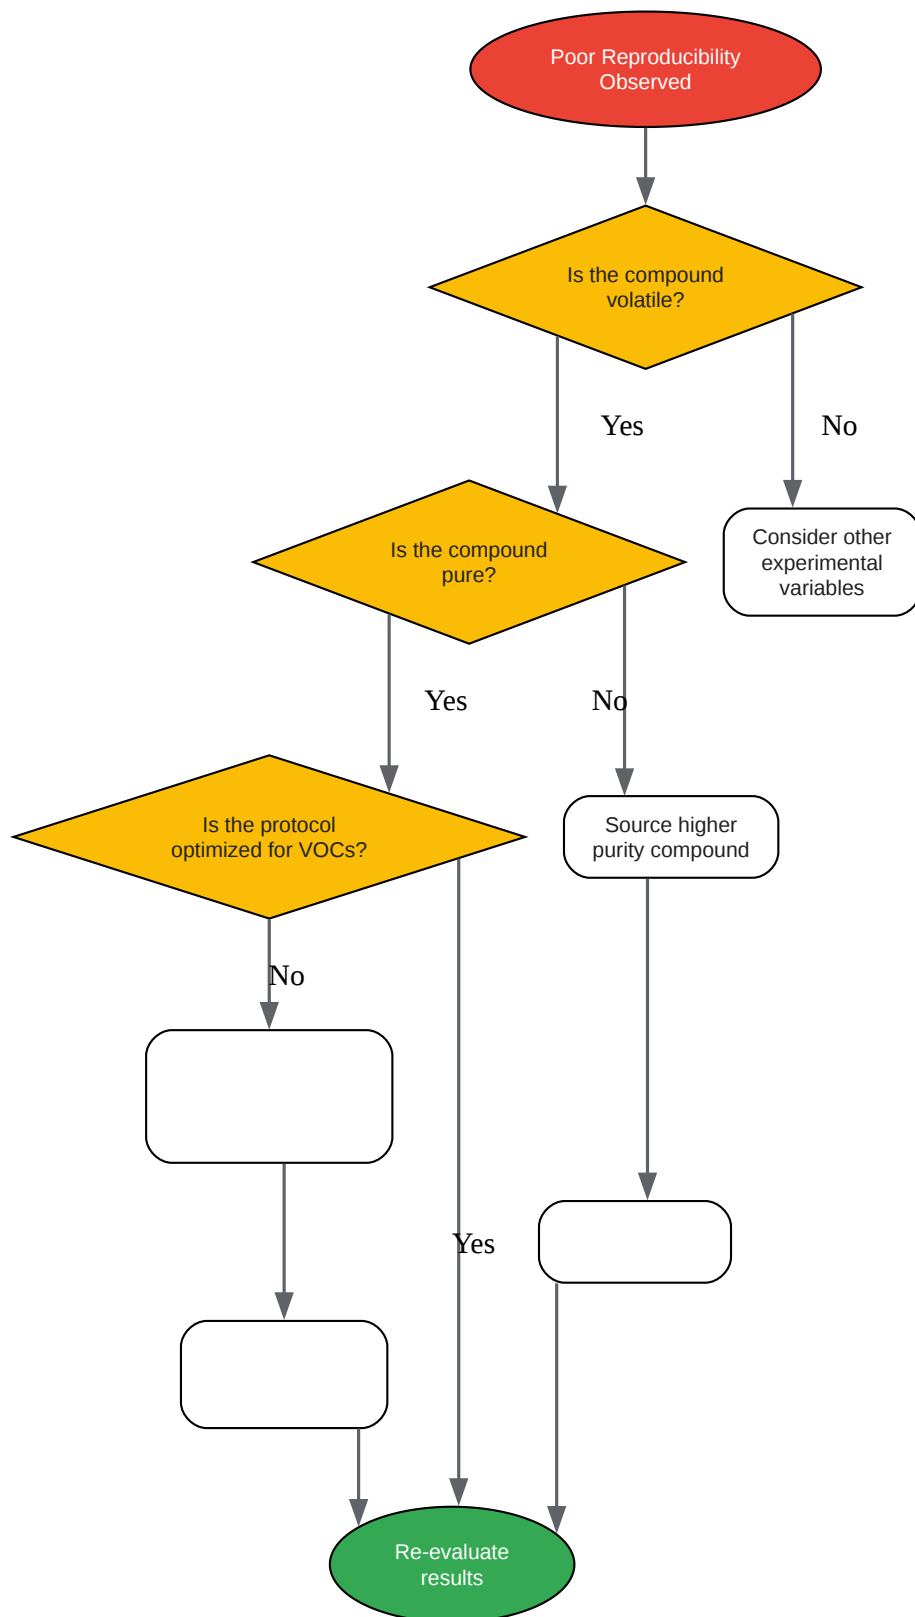 Poor Reproducibility
Observed
Is the compound
volatile?
Yes
No
Is the compound
pure?
Consider other
experimental
variables
Yes
No
Is the protocol
optimized for VOCs?
Source higher
purity compound
No
Yes
Re-evaluate
results